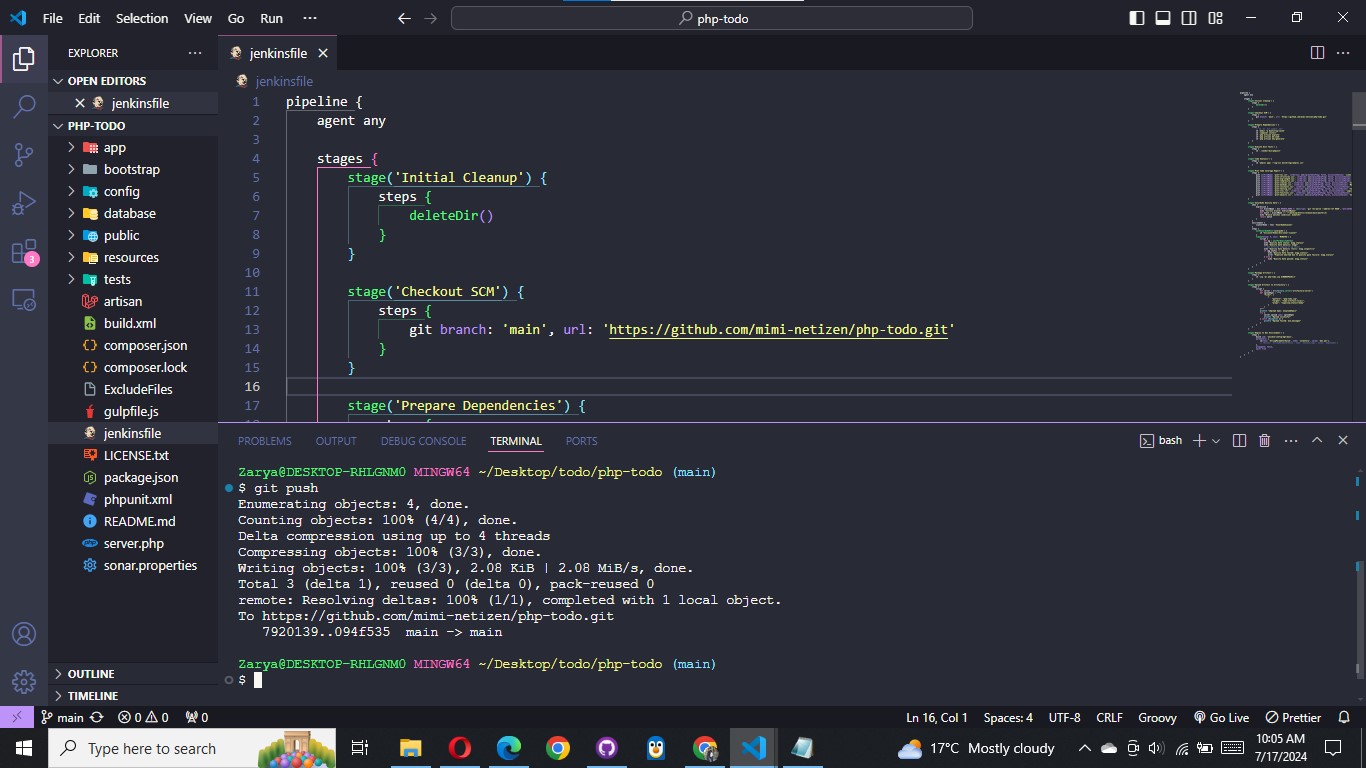 File Edit Selection View Go Run ··· php-todo
EXPLORER ···
OPEN EDITORS
jenkinsfile
PHP-TODO
app
bootstrap
config
database
public
resources
tests
artisan
build.xml
composer.json
composer.lock
ExcludeFiles
gulpfile.js
jenkinsfile
LICENSE.txt
package.json
phpunit.xml
README.md
server.php
sonar.properties
OUTLINE
TIMELINE
3
jenkinsfile
jenkinsfile
1 pipeline {
2 agent any
3
4 stages {
5 stage('Initial Cleanup') {
6 steps {
7 deleteDir()
8 }
9 }
10
11 stage('Checkout SCM') {
12 steps {
13 git branch: 'main', url: 'https://github.com/mimi-netizen/php-todo.git'
14 }
15 }
16
17 stage('Prepare Dependencies') {
PROBLEMS OUTPUT DEBUG CONSOLE TERMINAL PORTS bash
Zarya@DESKTOP-RHLGNM0 MINGW64 ~/Desktop/todo/php-todo (main)
$ git push
Enumerating objects: 4, done.
Counting objects: 100% (4/4), done.
Delta compression using up to 4 threads
Compressing objects: 100% (3/3), done.
Writing objects: 100% (3/3), 2.08 KiB | 2.08 MiB/s, done.
Total 3 (delta 1), reused 0 (delta 0), pack-reused 0
remote: Resolving deltas: 100% (1/1), completed with 1 local object.
To https://github.com/mimi-netizen/php-todo.git
7920139..094f535 main -> main
Zarya@DESKTOP-RHLGNM0 MINGW64 ~/Desktop/todo/php-todo (main)
$
main 0 0 0 Ln 16, Col 1 Spaces: 4 UTF-8 CRLF Groovy Go Live Prettier
Type here to search 17°C Mostly cloudy 10:05 AM
7/17/2024